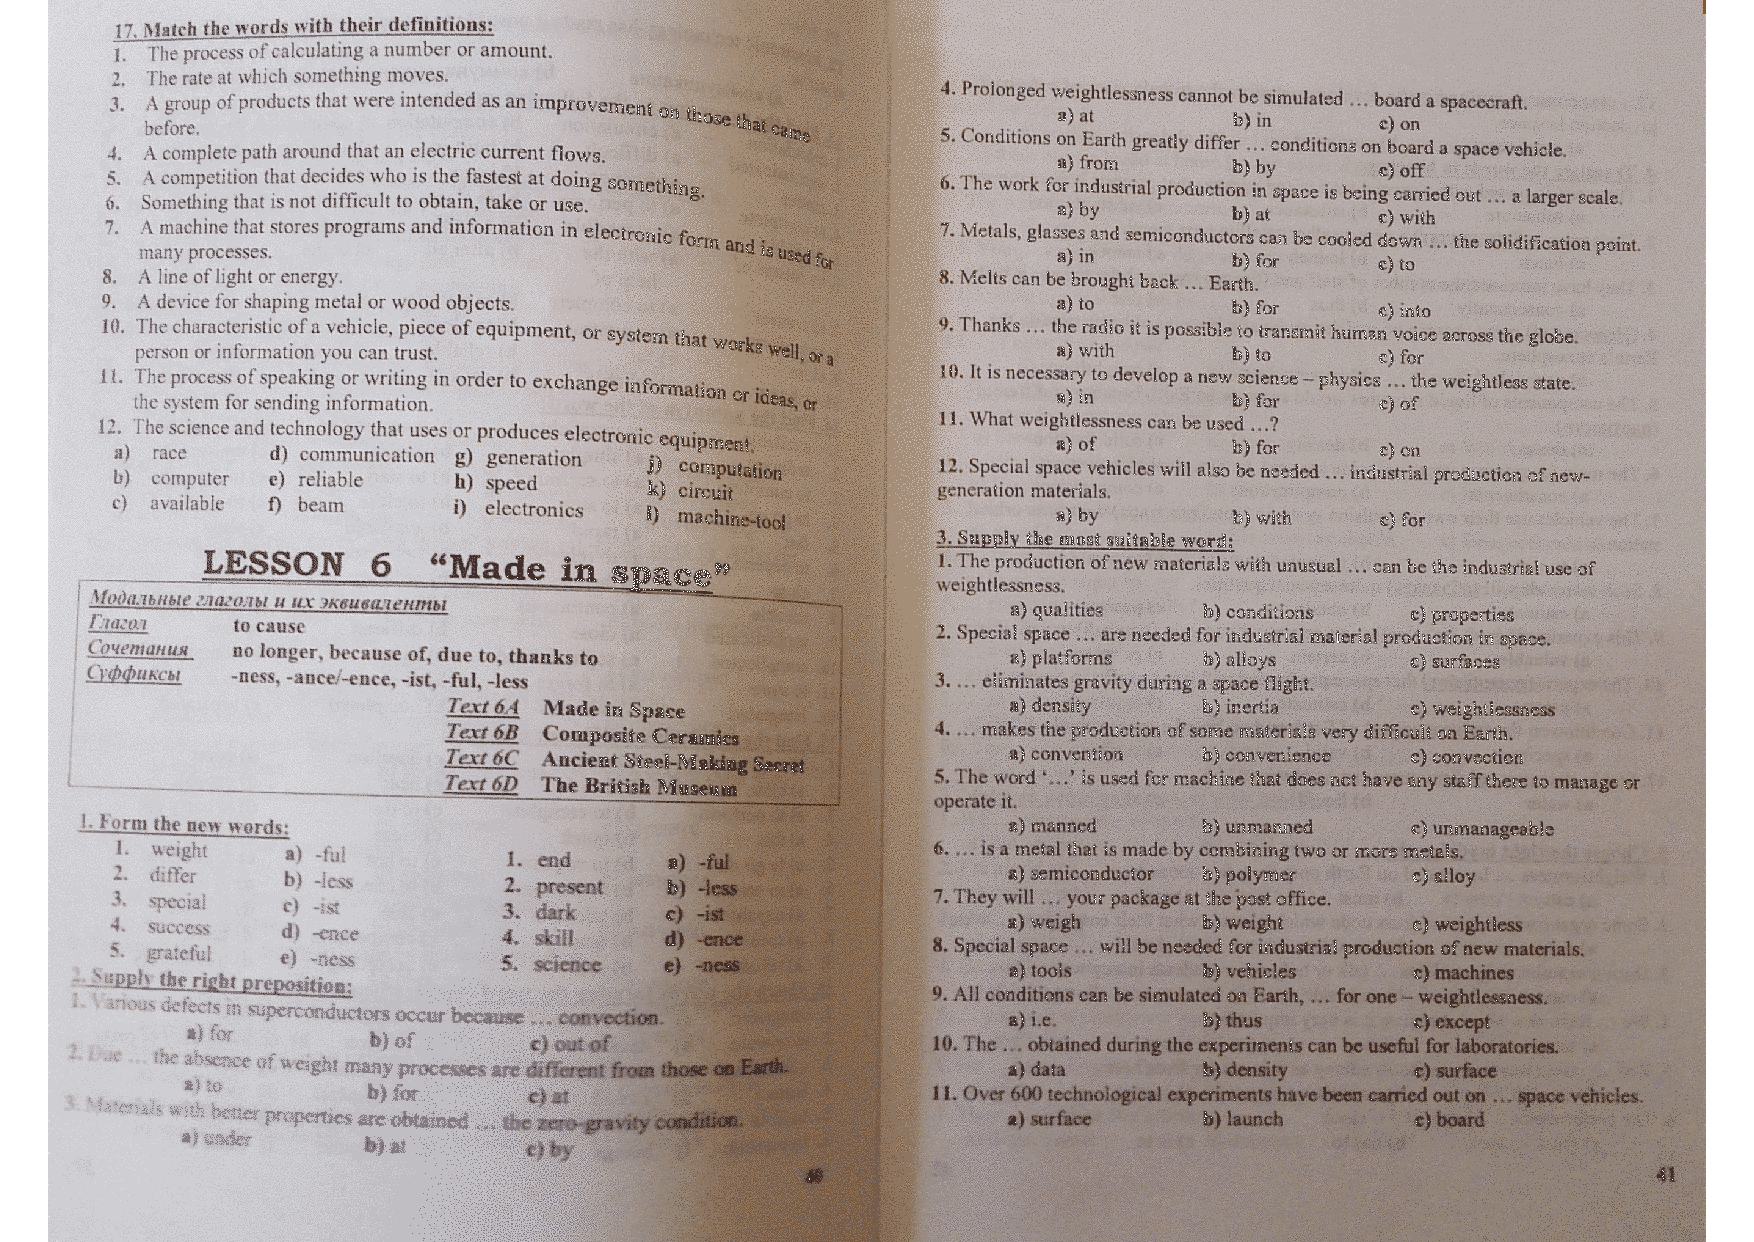 17. Match the words with their definitions:
1. The process of calculating a number or amount.
2. The rate at which something moves.
3. A group of products that were intended as an improvement on those that came
before.
4. A complete path around that an electric current flows.
5. A competition that decides who is the fastest at doing something.
6. Something that is not difficult to obtain, take or use.
7. A machine that stores programs and information in electronic form and is used for
many processes.
8. A line of light or energy.
9. A device for shaping metal or wood objects.
10. The characteristic of a vehicle, piece of equipment, or system that works well, or a
person or information you can trust.
11. The process of speaking or writing in order to exchange information or ideas, or
the system for sending information.
12. The science and technology that uses or produces electronic equipment.
a) race d) communication g) generation j) computation
b) computer e) reliable h) speed k) circuit
c) available f) beam i) electronics l) machine-tool
LESSON 6 “Made in space”
Модальные глаголы и их эквиваленты
Глагол to cause
Сочетания no longer, because of, due to, thanks to
Суффиксы -ness, -ance/-ence, -ist, -ful, -less
Text 6A Made in Space
Text 6B Composite Ceramics
Text 6C Ancient Steel-Making Secret
Text 6D The British Museum
1. Form the new words:
1. weight a) -ful 1. end a) -ful
2. differ b) -less 2. present b) -less
3. special c) -ist 3. dark c) -ist
4. success d) -ence 4. skill d) -ence
5. grateful e) -ness 5. science e) -ness
2. Supply the right preposition:
1. Various defects in superconductors occur because ... convection.
a) for b) of c) out of
2. Due ... the absence of weight many processes are different from those on Earth.
a) to b) for c) at
3. Materials with better properties are obtained ... the zero-gravity condition.
a) under b) at c) by
40
4. Prolonged weightlessness cannot be simulated ... board a spacecraft.
a) at b) in c) on
5. Conditions on Earth greatly differ ... conditions on board a space vehicle.
a) from b) by c) off
6. The work for industrial production in space is being carried out ... a larger scale.
a) by b) at c) with
7. Metals, glasses and semiconductors can be cooled down ... the solidification point.
a) in b) for c) to
8. Melts can be brought back ... Earth.
a) to b) for c) into
9. Thanks ... the radio it is possible to transmit human voice across the globe.
a) with b) to c) for
10. It is necessary to develop a new science – physics ... the weightless state.
a) in b) for c) of
11. What weightlessness can be used ...?
a) of b) for c) on
12. Special space vehicles will also be needed ... industrial production of new-
generation materials.
a) by b) with c) for
3. Supply the most suitable word:
1. The production of new materials with unusual ... can be the industrial use of
weightlessness.
a) qualities b) conditions c) properties
2. Special space ... are needed for industrial material production in space.
a) platforms b) alloys c) surfaces
3. ... eliminates gravity during a space flight.
a) density b) inertia c) weightlessness
4. ... makes the production of some materials very difficult on Earth.
a) convention b) convenience c) convection
5. The word ‘...’ is used for machine that does not have any staff there to manage or
operate it.
a) manned b) unmanned c) unmanageable
6. ... is a metal that is made by combining two or more metals.
a) semiconductor b) polymer c) alloy
7. They will ... your package at the post office.
a) weigh b) weight c) weightless
8. Special space ... will be needed for industrial production of new materials.
a) tools b) vehicles c) machines
9. All conditions can be simulated on Earth, ... for one – weightlessness.
a) i.e. b) thus c) except
10. The ... obtained during the experiments can be useful for laboratories.
a) data b) density c) surface
11. Over 600 technological experiments have been carried out on ... space vehicles.
a) surface b) launch c) board
41